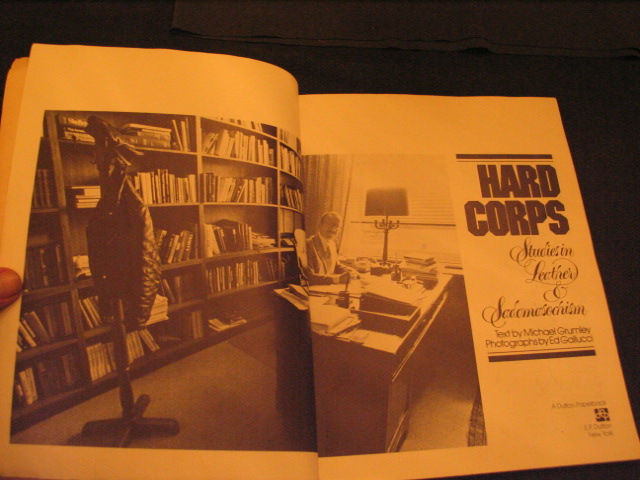 HARD
CORPS
Studies in
Leather
&
Sadomasochism
Text by Michael Grumley
Photographs by Ed Gallucci
A Dutton Paperback
E.P. Dutton
New York